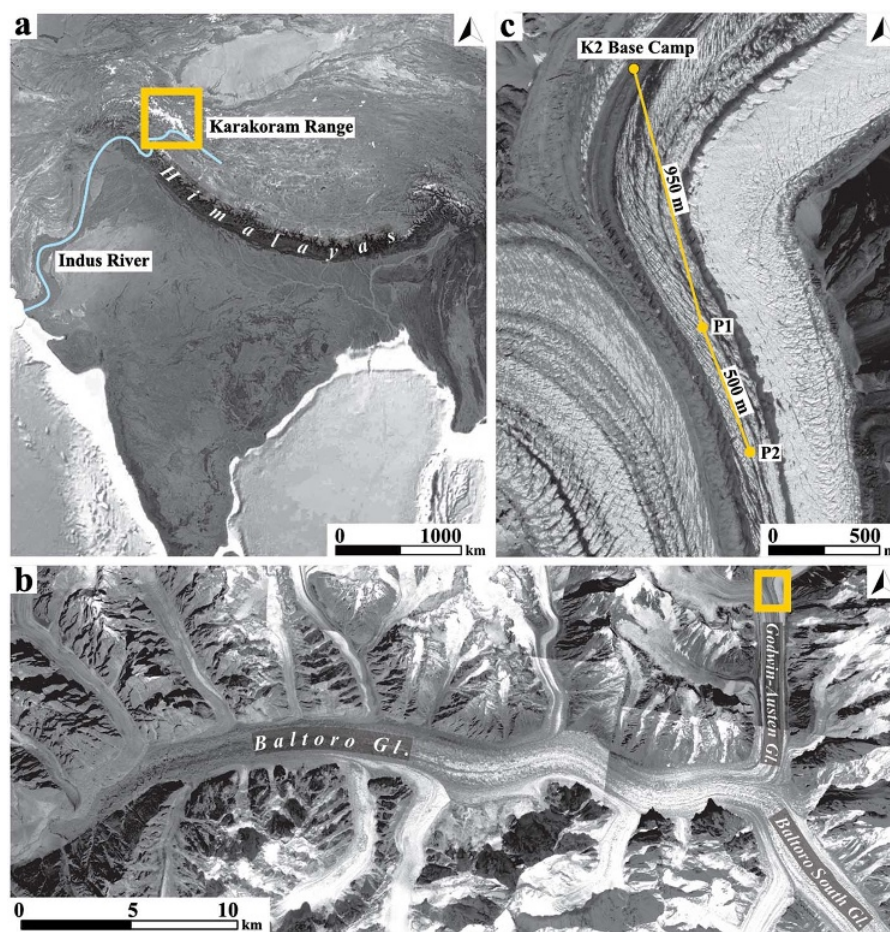 a
Karakoram Range
Himalayas
Indus River
0 1000
km
c
K2 Base Camp
950 m
P1
500 m
P2
0 500
m
b
Godwin-Austen Gl.
Baltoro Gl.
Baltoro South Gl.
0 5 10
km